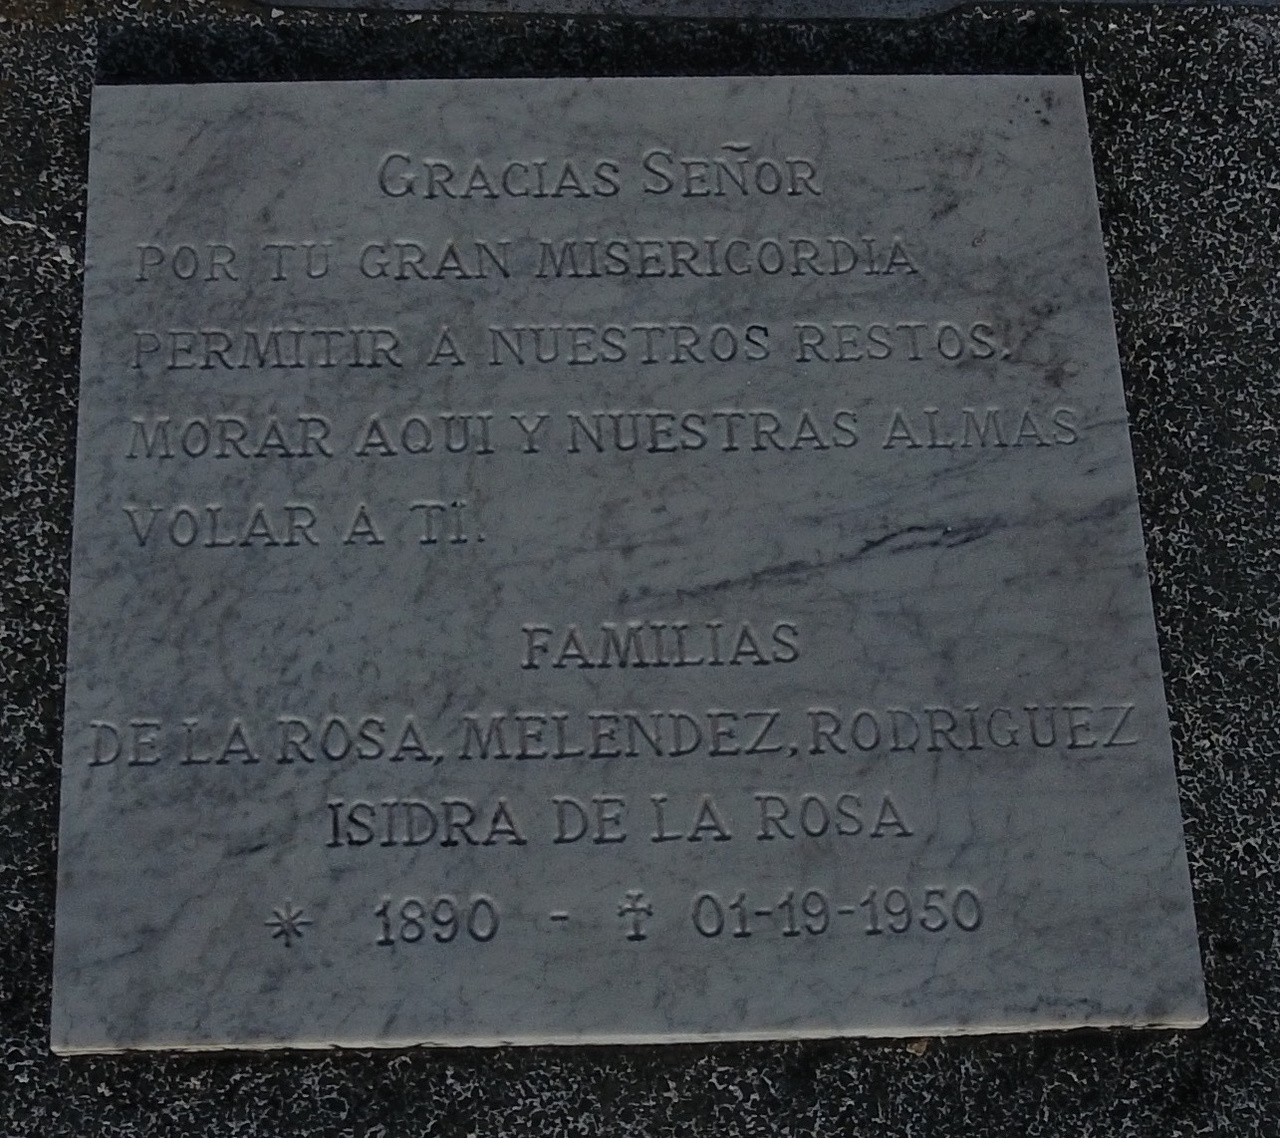 GRACIAS SEÑOR
POR TU GRAN MISERICORDIA
PERMITIR A NUESTROS RESTOS.
MORAR AQUI Y NUESTRAS ALMAS
VOLAR A TI.
FAMILIAS
DE LA ROSA, MELENDEZ, RODRIGUEZ
ISIDRA DE LA ROSA
* 1890 - ☥ 01-19-1950